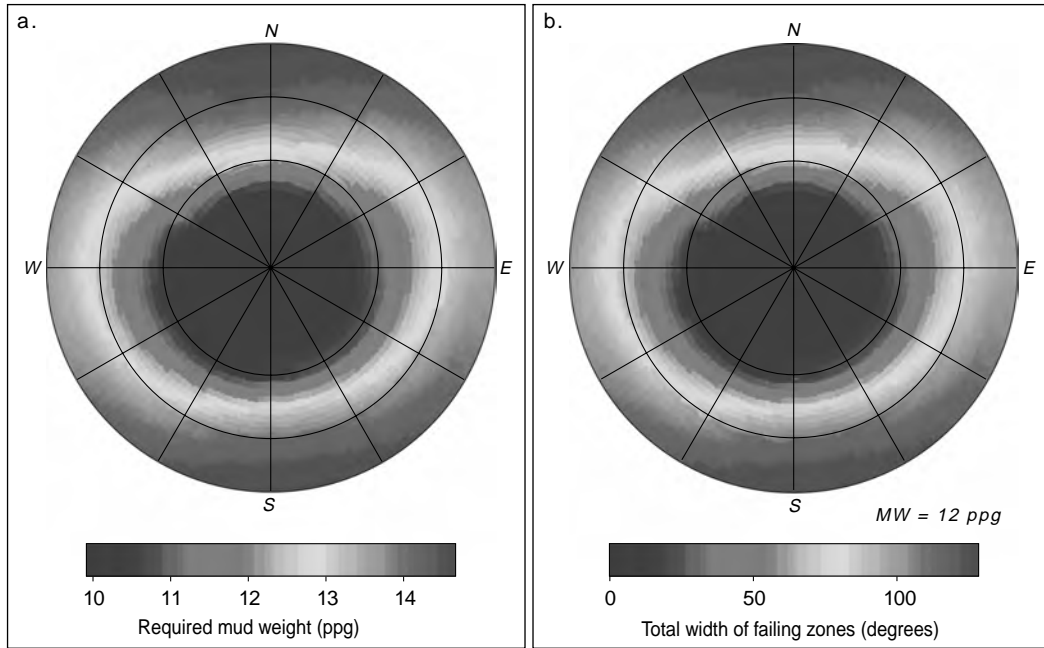 a.
N
W
E
S
10 11 12 13 14
Required mud weight (ppg)
b.
N
W
E
S
MW = 12 ppg
0 50 100
Total width of failing zones (degrees)